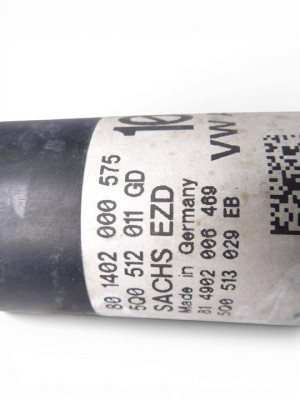 10
VW
80 1402 000 575
5Q0 512 011 GD
SACHS EZD
Made in Germany
81 4902 006 469
5Q0 513 029 EB